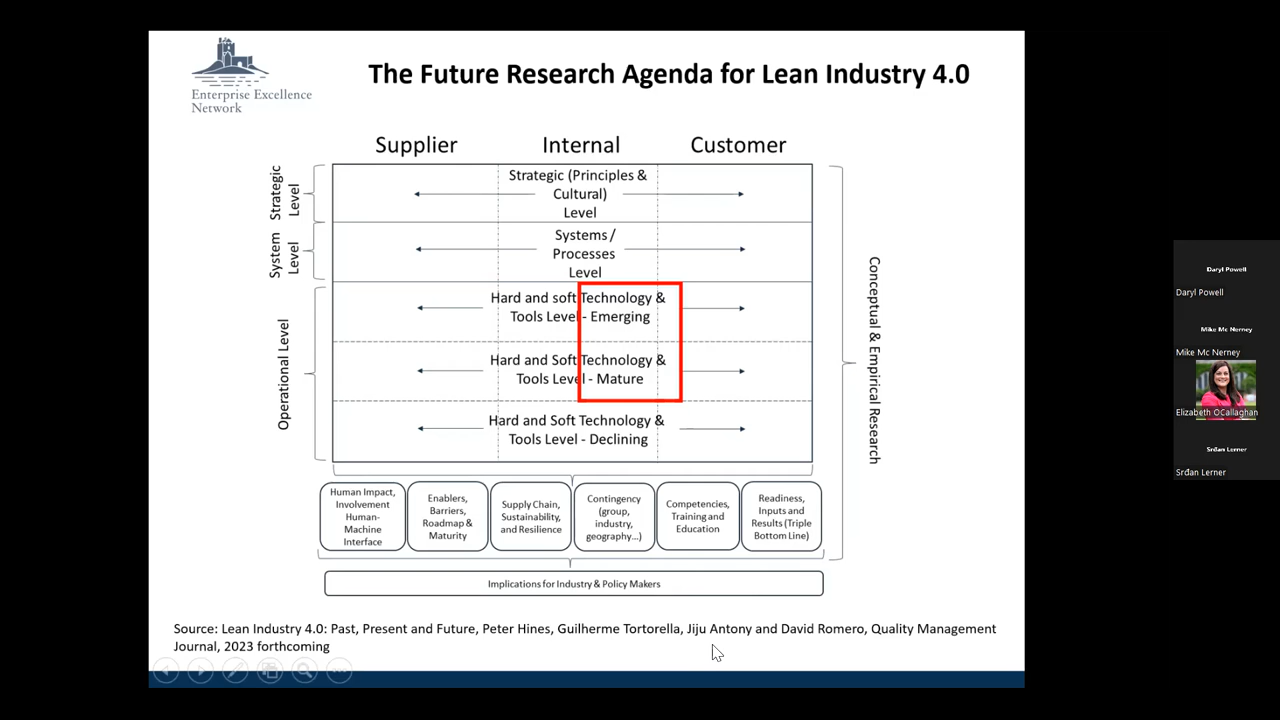 Enterprise Excellence
Network
The Future Research Agenda for Lean Industry 4.0
Supplier
Internal
Customer
Strategic
Level
System
Level
Operational Level
Strategic (Principles &
Cultural)
Level
Systems/
Processes
Level
Hard and soft Technology &
Tools Level - Emerging
Hard and Soft Technology &
Tools Level - Mature
Hard and Soft Technology &
Tools Level - Declining
Conceptual & Empirical Research
Human Impact,
Involvement
Human-
Machine
Interface
Enablers,
Barriers,
Roadmap &
Maturity
Supply Chain,
Sustainability,
and Resilience
Contingency
(group,
industry,
geography...)
Competencies,
Training and
Education
Readiness,
Inputs and
Results (Triple
Bottom Line)
Implications for Industry & Policy Makers
Source: Lean Industry 4.0: Past, Present and Future, Peter Hines, Guilherme Tortorella, Jiju Antony and David Romero, Quality Management
Journal, 2023 forthcoming
Daryl Powell
Daryl Powell
Mike Mc Nerney
Mike Mc Nerney
Elizabeth OCallaghan
Srđan Lerner
Srđan Lerner